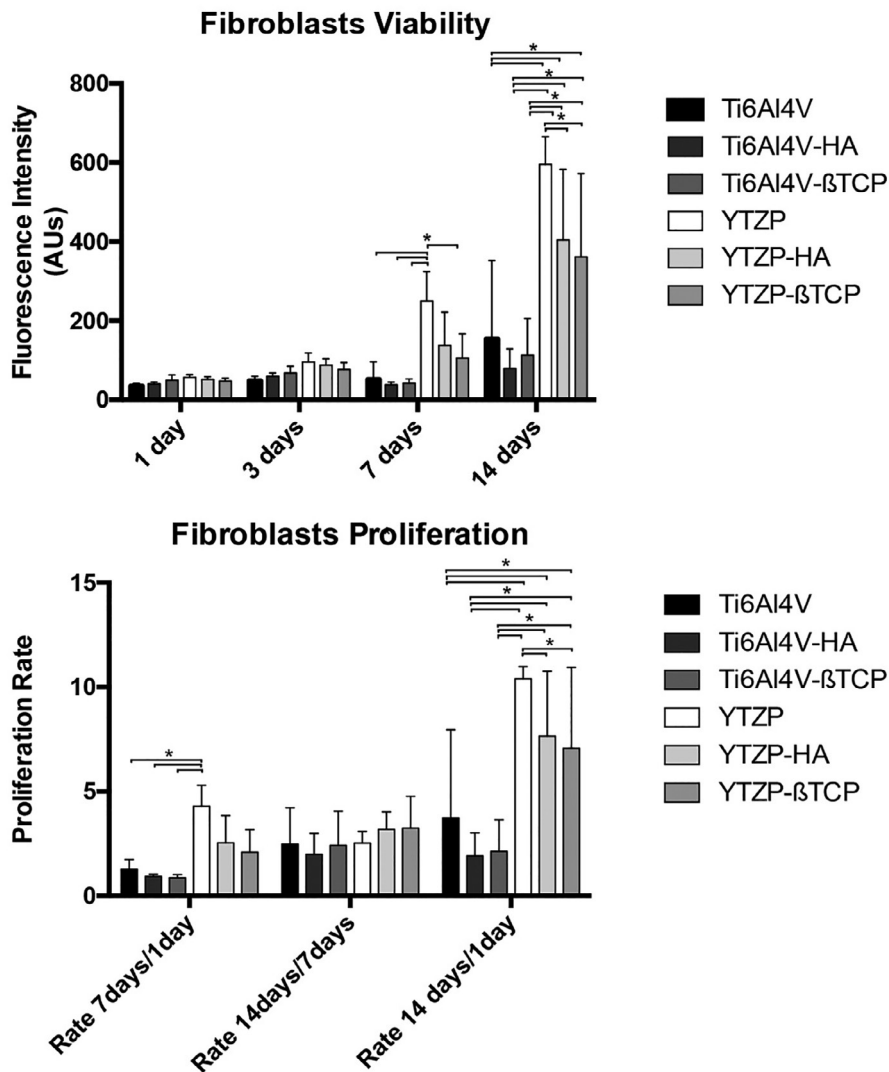 Fibroblasts Viability
Fluorescence Intensity
(AUs)
800
600
400
200
0
* * * * *
1 day
3 days
7 days
14 days
Ti6Al4V
Ti6Al4V-HA
Ti6Al4V-ßTCP
YTZP
YTZP-HA
YTZP-ßTCP
Fibroblasts Proliferation
Proliferation Rate
15
10
5
0
* * * * *
Rate 7days/1day
Rate 14days/7days
Rate 14 days/1day
Ti6Al4V
Ti6Al4V-HA
Ti6Al4V-ßTCP
YTZP
YTZP-HA
YTZP-ßTCP